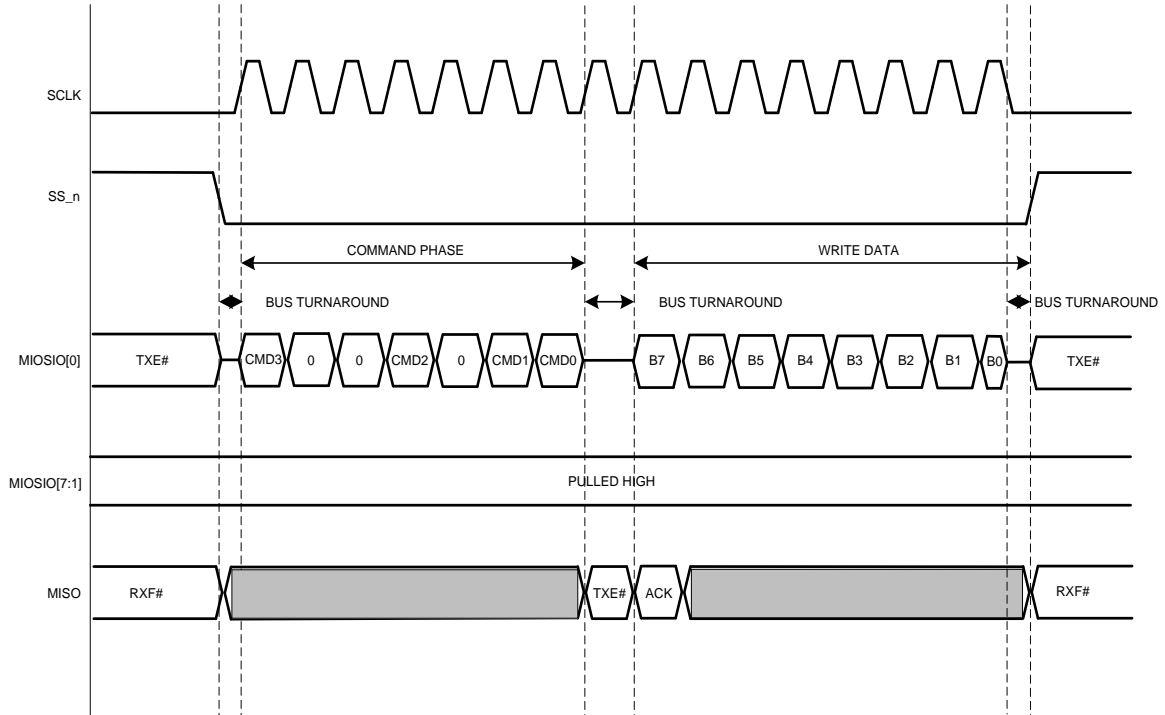 SCLK
SS_n
COMMAND PHASE WRITE DATA
BUS TURNAROUND BUS TURNAROUND BUS TURNAROUND
MIOSIO[0] TXE# CMD3 0 0 CMD2 0 CMD1 CMD0 B7 B6 B5 B4 B3 B2 B1 B0 TXE#
MIOSIO[7:1] PULLED HIGH
MISO RXF# TXE# ACK RXF#